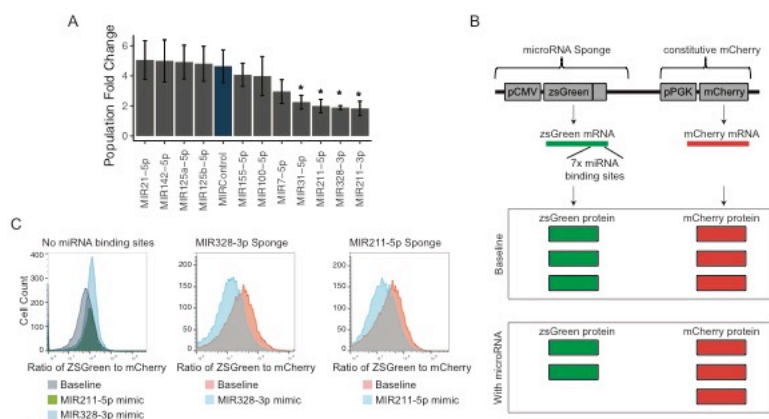 A
Population Fold Change
6
4
2
0
MIR21-5p
MIR142-5p
MIR125a-5p
MIR125b-5p
MIRControl
MIR155-5p
MIR100-5p
MIR7-5p
MIR31-5p
MIR211-5p
MIR328-3p
MIR211-3p
* * * *
B
microRNA Sponge
constitutive mCherry
pCMV zsGreen pPGK mCherry
zsGreen mRNA
mCherry mRNA
7x miRNA
binding sites
Baseline
zsGreen protein mCherry protein
With microRNA
zsGreen protein mCherry protein
C
No miRNA binding sites
Cell Count
400
300
200
100
0
Ratio of ZSGreen to mCherry
Baseline
MIR211-5p mimic
MIR328-3p mimic
MIR328-3p Sponge
200
150
100
50
0
Ratio of ZSGreen to mCherry
Baseline
MIR328-3p mimic
MIR211-5p Sponge
200
150
100
50
0
Ratio of ZSGreen to mCherry
Baseline
MIR211-5p mimic